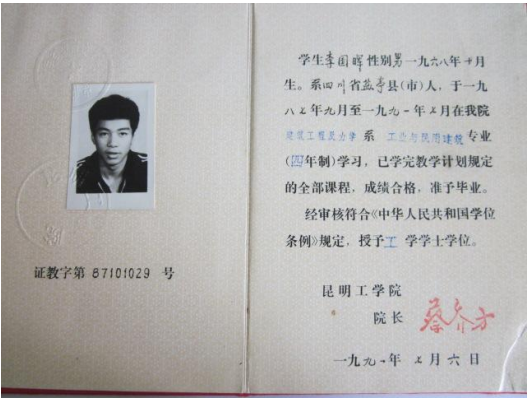 证教字第 87101029 号
学生李国晖性别男一九六八年十月
生。系四川省盐亭县(市)人，于一九
八七年九月至一九九一年七月在我院
建筑工程及力学 系 工业与民用建筑专业
(四年制)学习，已学完教学计划规定
的全部课程，成绩合格，准予毕业。
经审核符合《中华人民共和国学位
条例》规定，授予工 学学士学位。
昆明工学院
院长
一九九一年 七月六日